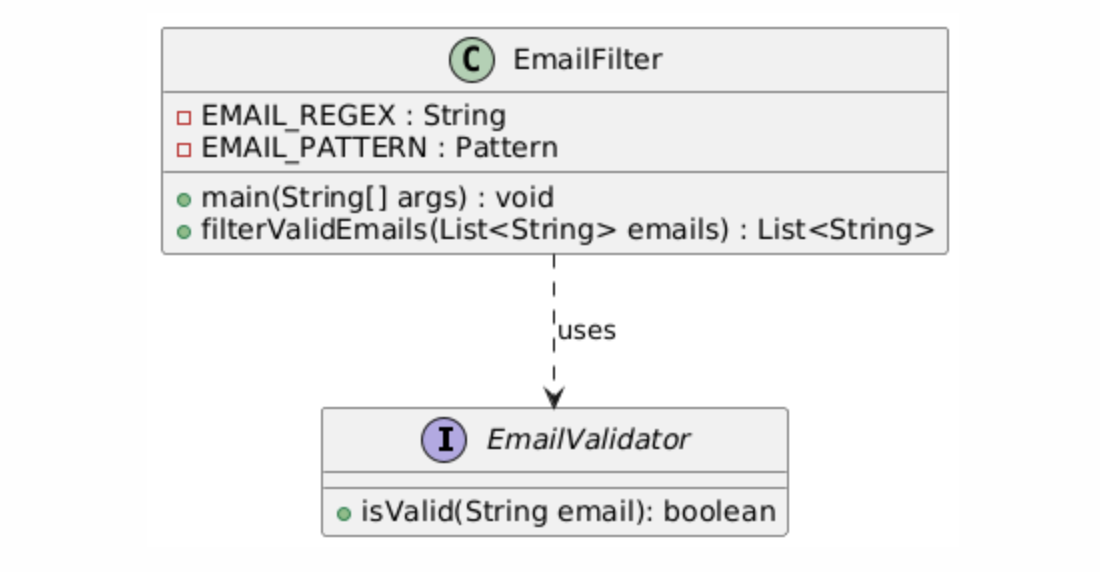 C EmailFilter
EMAIL_REGEX : String
EMAIL_PATTERN : Pattern
main(String[] args) : void
filterValidEmails(List<String> emails) : List<String>
uses
I EmailValidator
isValid(String email): boolean